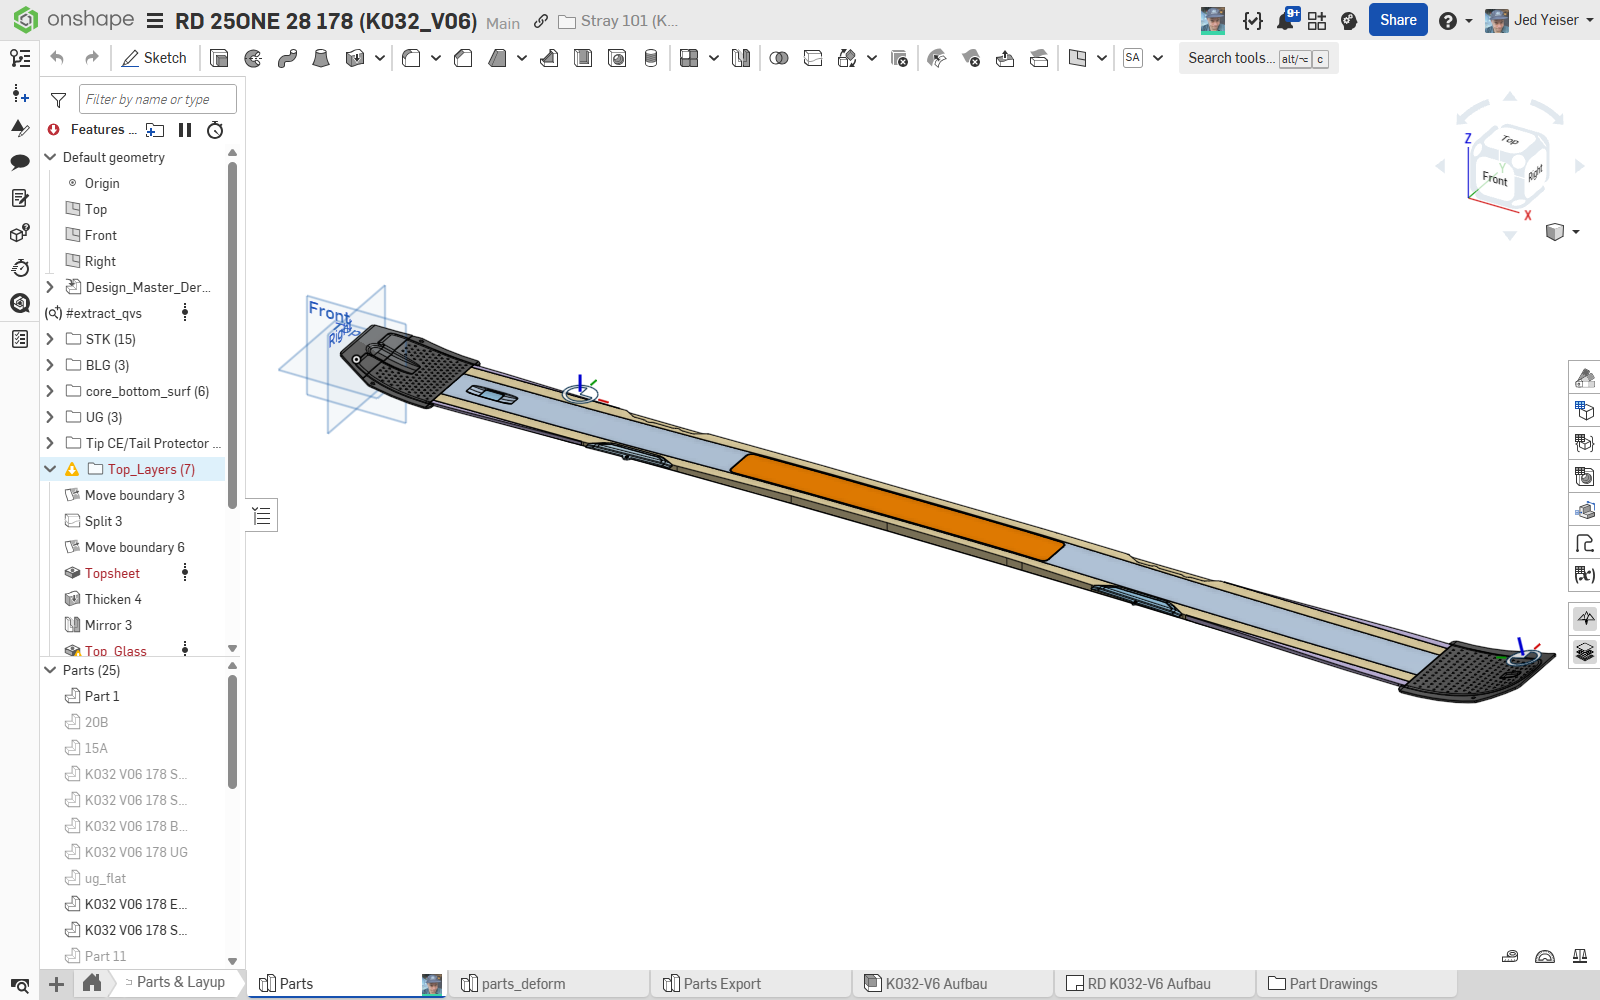 onshape
RD 25ONE 28 178 (K032_V06)
Main
Stray 101 (K...
9+
Share
Jed Yeiser
Sketch
SA
Search tools...
alt/⌥
c
Filter by name or type
Features ...
Default geometry
Origin
Top
Front
Right
Design_Master_Der...
#extract_qvs
STK (15)
BLG (3)
core_bottom_surf (6)
UG (3)
Tip CE/Tail Protector ...
Top_Layers (7)
Move boundary 3
Split 3
Move boundary 6
Topsheet
Thicken 4
Mirror 3
Top_Glass
Parts (25)
Part 1
20B
15A
K032 V06 178 S...
K032 V06 178 S...
K032 V06 178 B...
K032 V06 178 UG
ug_flat
K032 V06 178 E...
K032 V06 178 S...
Part 11
Front
Top
Right
Z
Top
Y
Front
Right
X
Parts & Layup
Parts
parts_deform
Parts Export
K032-V6 Aufbau
RD K032-V6 Aufbau
Part Drawings